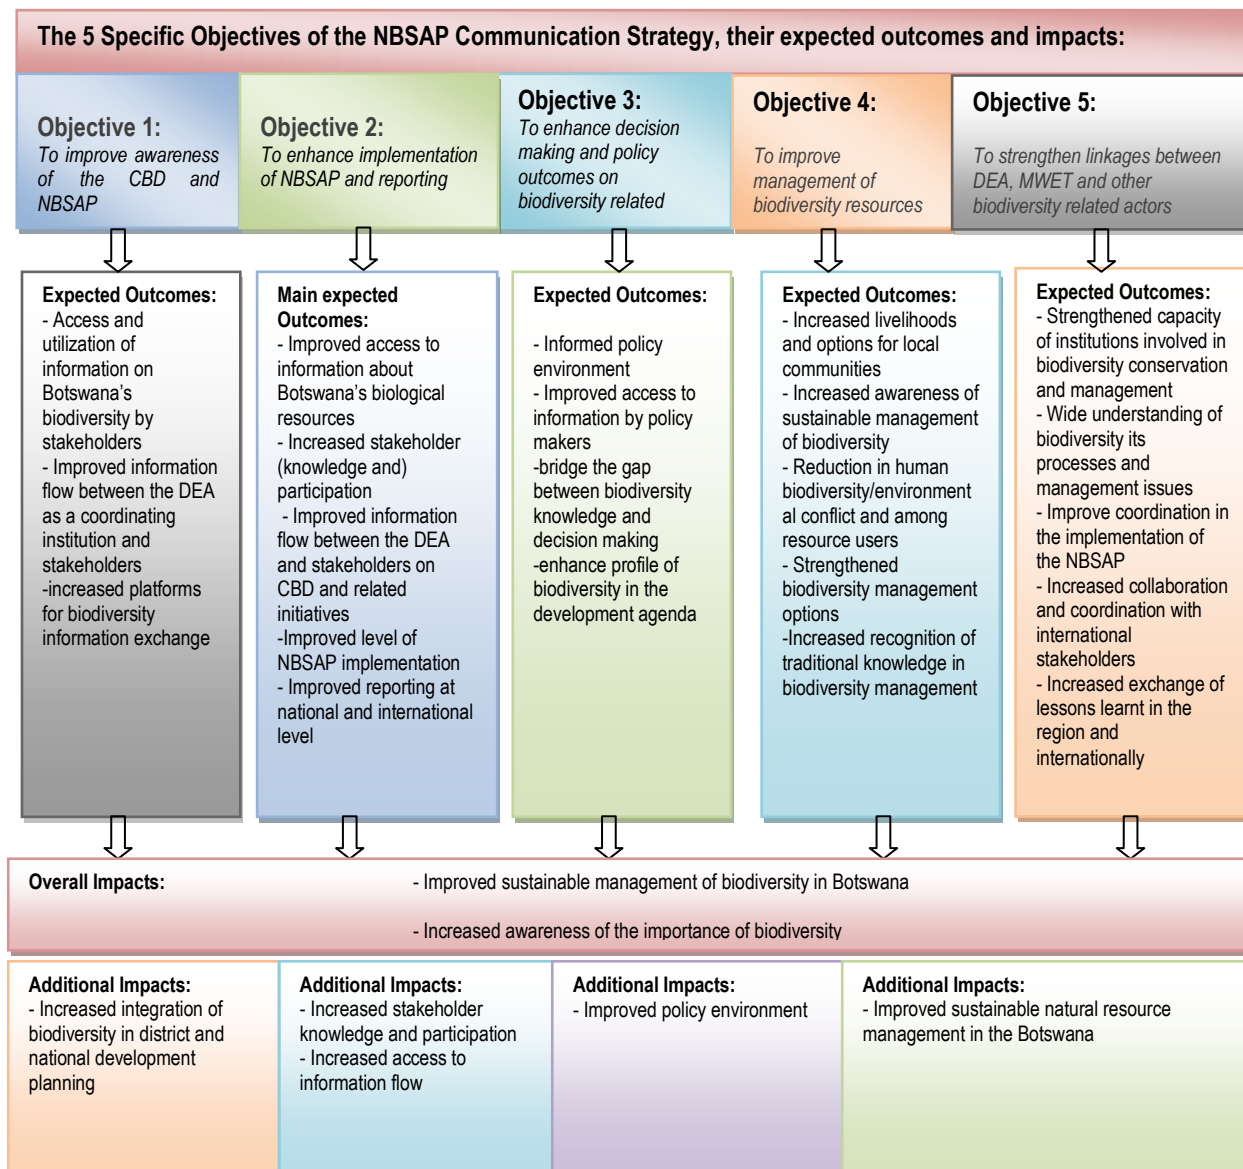 The 5 Specific Objectives of the NBSAP Communication Strategy, their expected outcomes and impacts:
Objective 1:
To improve awareness
of the CBD and
NBSAP
Objective 2:
To enhance implementation
of NBSAP and reporting
Objective 3:
To enhance decision
making and policy
outcomes on
biodiversity related
Objective 4:
To improve
management of
biodiversity resources
Objective 5:
To strengthen linkages between
DEA, MWET and other
biodiversity related actors
Expected Outcomes:
- Access and
utilization of
information on
Botswana's
biodiversity by
stakeholders
- Improved information
flow between the DEA
as a coordinating
institution and
stakeholders
-increased platforms
for biodiversity
information exchange
Main expected
Outcomes:
- Improved access to
information about
Botswana's biological
resources
- Increased stakeholder
(knowledge and)
participation
- Improved information
flow between the DEA
and stakeholders on
CBD and related
initiatives
-Improved level of
NBSAP implementation
- Improved reporting at
national and international
level
Expected Outcomes:
- Informed policy
environment
- Improved access to
information by policy
makers
-bridge the gap
between biodiversity
knowledge and
decision making
-enhance profile of
biodiversity in the
development agenda
Expected Outcomes:
- Increased livelihoods
and options for local
communities
- Increased awareness of
sustainable management
of biodiversity
- Reduction in human
biodiversity/environment
al conflict and among
resource users
- Strengthened
biodiversity management
options
-Increased recognition of
traditional knowledge in
biodiversity management
Expected Outcomes:
- Strengthened capacity
of institutions involved in
biodiversity conservation
and management
- Wide understanding of
biodiversity its
processes and
management issues
- Improve coordination in
the implementation of
the NBSAP
- Increased collaboration
and coordination with
international
stakeholders
- Increased exchange of
lessons learnt in the
region and
internationally
Overall Impacts:
- Improved sustainable management of biodiversity in Botswana
- Increased awareness of the importance of biodiversity
Additional Impacts:
- Increased integration of
biodiversity in district and
national development
planning
Additional Impacts:
- Increased stakeholder
knowledge and participation
- Increased access to
information flow
Additional Impacts:
- Improved policy environment
Additional Impacts:
- Improved sustainable natural resource
management in the Botswana